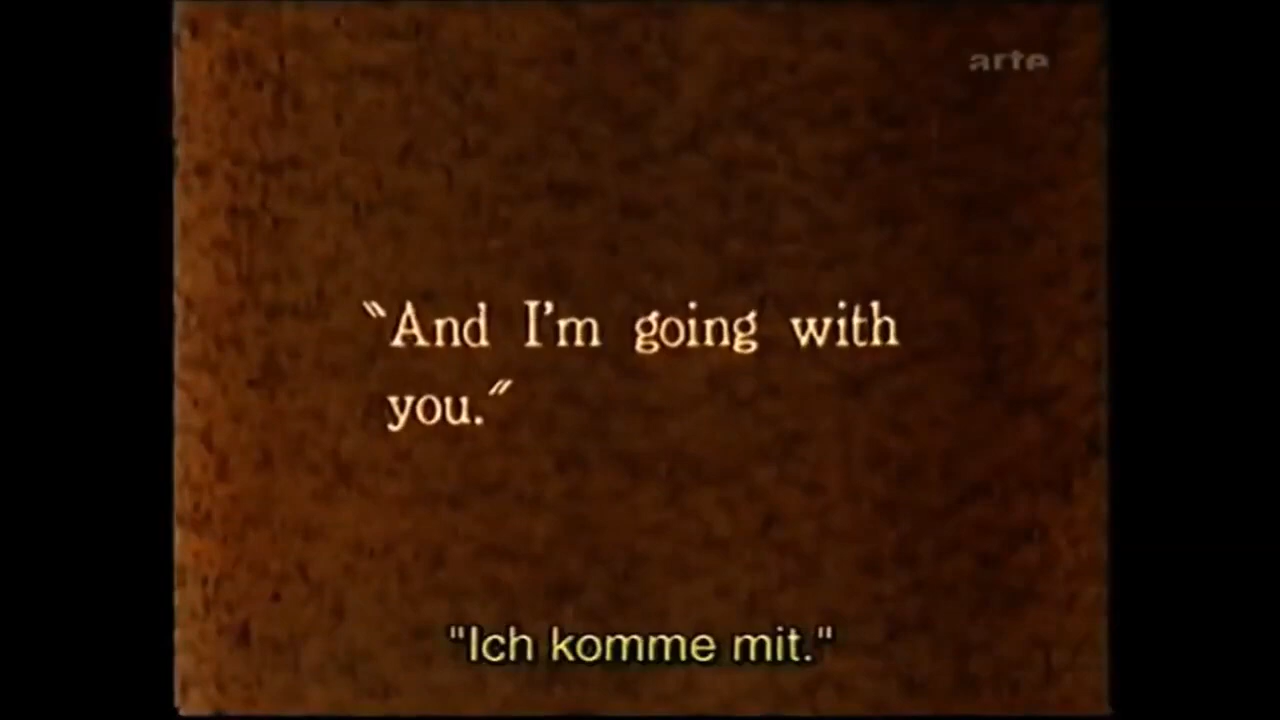 arte
“And I'm going with
you.”
"Ich komme mit."